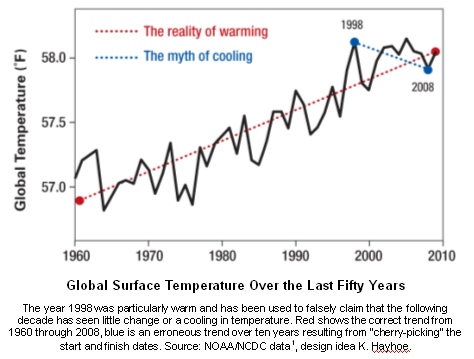 The reality of warming
The myth of cooling
1998
2008
Global Temperature (°F)
58.0
57.5
57.0
1960 1970 1980 1990 2000 2010
Global Surface Temperature Over the Last Fifty Years
The year 1998 was particularly warm and has been used to falsely claim that the following
decade has seen little change or a cooling in temperature. Red shows the correct trend from
1960 through 2008, blue is an erroneous trend over ten years resulting from "cherry-picking" the
start and finish dates. Source: NOAA/NCDC data¹, design idea K. Hayhoe.